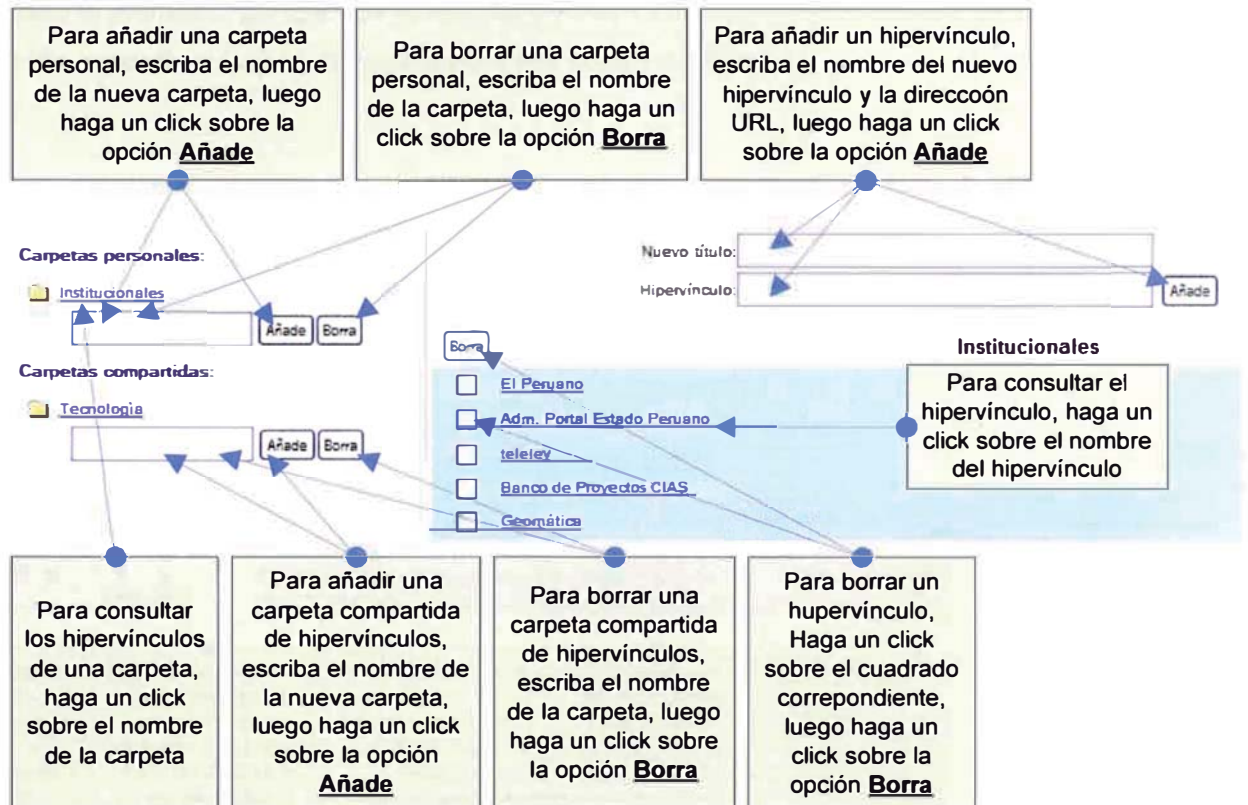 Para añadir una carpeta
personal, escriba el nombre
de la nueva carpeta, luego
haga un click sobre la
opción Añade
Para borrar una carpeta
personal, escriba el nombre
de la carpeta, luego haga un
click sobre la opción Borra
Para añadir un hipervínculo,
escriba el nombre del nuevo
hipervínculo y la direccoón
URL, luego haga un click
sobre la opción Añade
Carpetas personales:
Institucionales
Añade Borra
Carpetas compartidas:
Tecnologia
Añade Borra
Nuevo título:
Hipervínculo:
Añade
Borra
Institucionales
El Peruano
Adm. Portal Estado Peruano
teleley
Banco de Proyectos CIAS
Geomática
Para consultar el
hipervínculo, haga un
click sobre el nombre
del hipervínculo
Para consultar
los hipervínculos
de una carpeta,
haga un click
sobre el nombre
de la carpeta
Para añadir una
carpeta compartida
de hipervínculos,
escriba el nombre de
la nueva carpeta,
luego haga un click
sobre la opción
Añade
Para borrar una
carpeta compartida
de hipervínculos,
escriba el nombre
de la carpeta, luego
haga un click sobre
la opción Borra
Para borrar un
hupervínculo,
Haga un click
sobre el cuadrado
correpondiente,
luego haga un
click sobre la
opción Borra